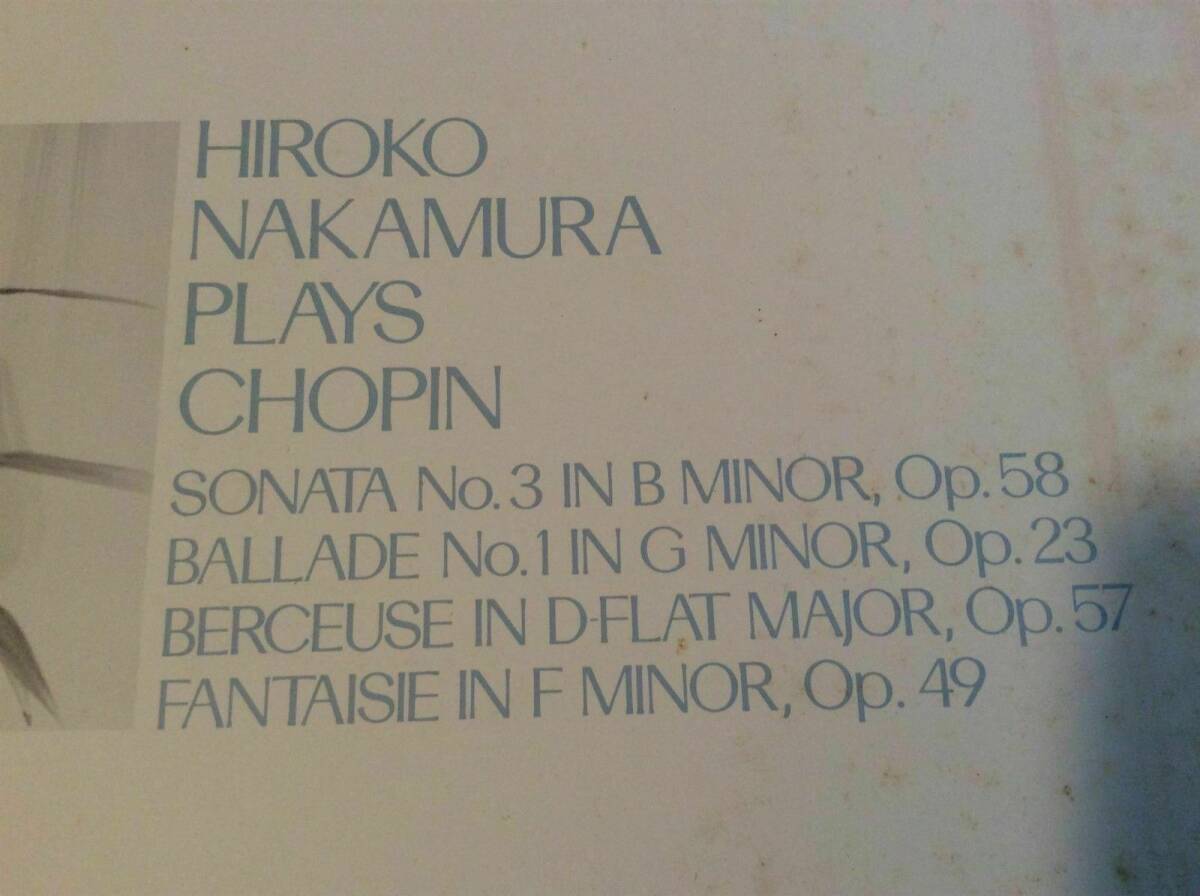 HIROKO
NAKAMURA
PLAYS
CHOPIN
SONATA No.3 IN B MINOR, Op.58
BALLADE No.1 IN G MINOR, Op.23
BERCEUSE IN D-FLAT MAJOR, Op.57
FANTAISIE IN F MINOR, Op. 49